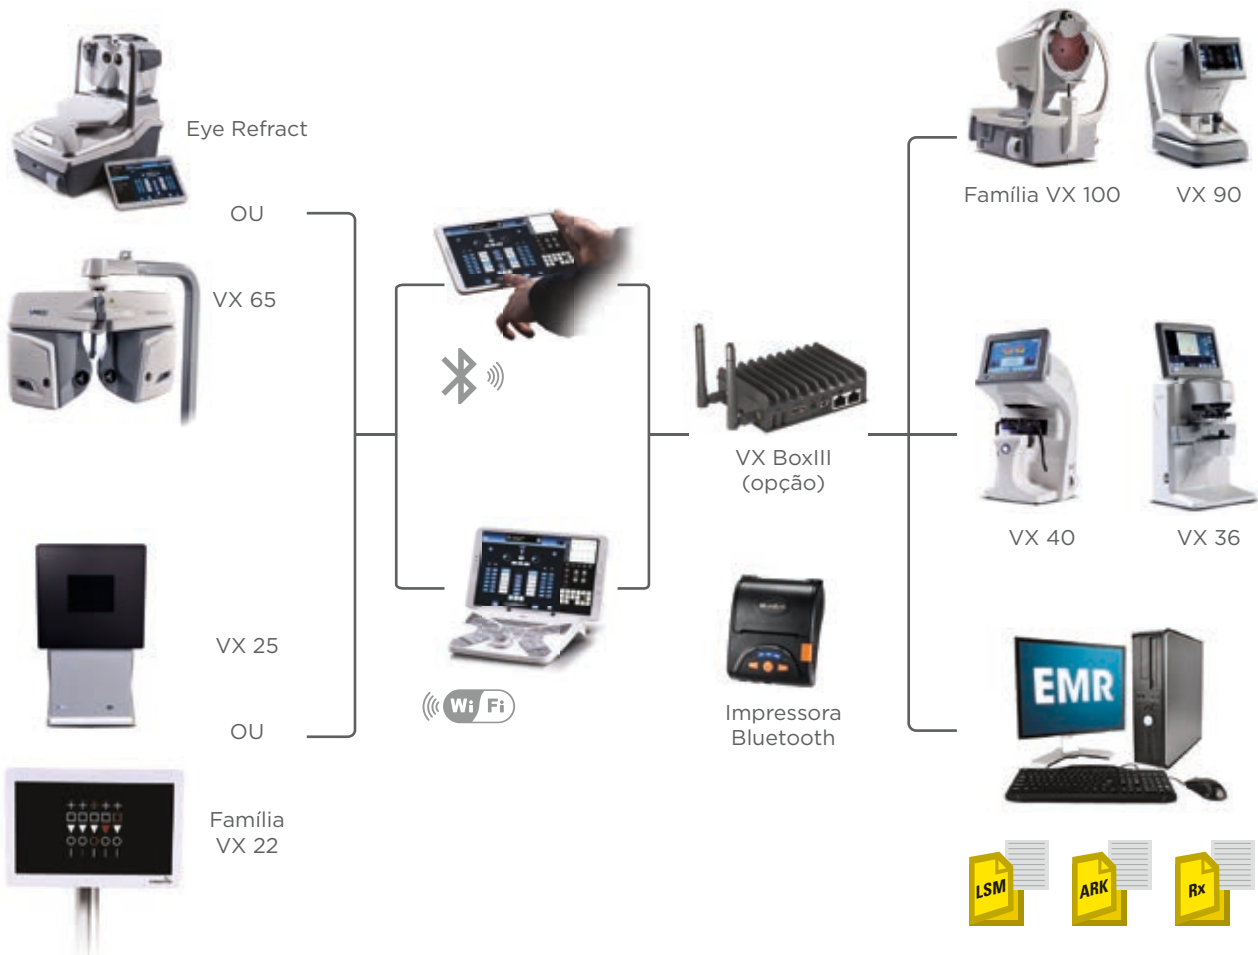 Eye Refract
OU
VX 65
VX 25
OU
Família
VX 22
Wi Fi
VX BoxIII
(opção)
Impressora
Bluetooth
Família VX 100
VX 90
VX 40
VX 36
EMR
LSM
ARK
Rx